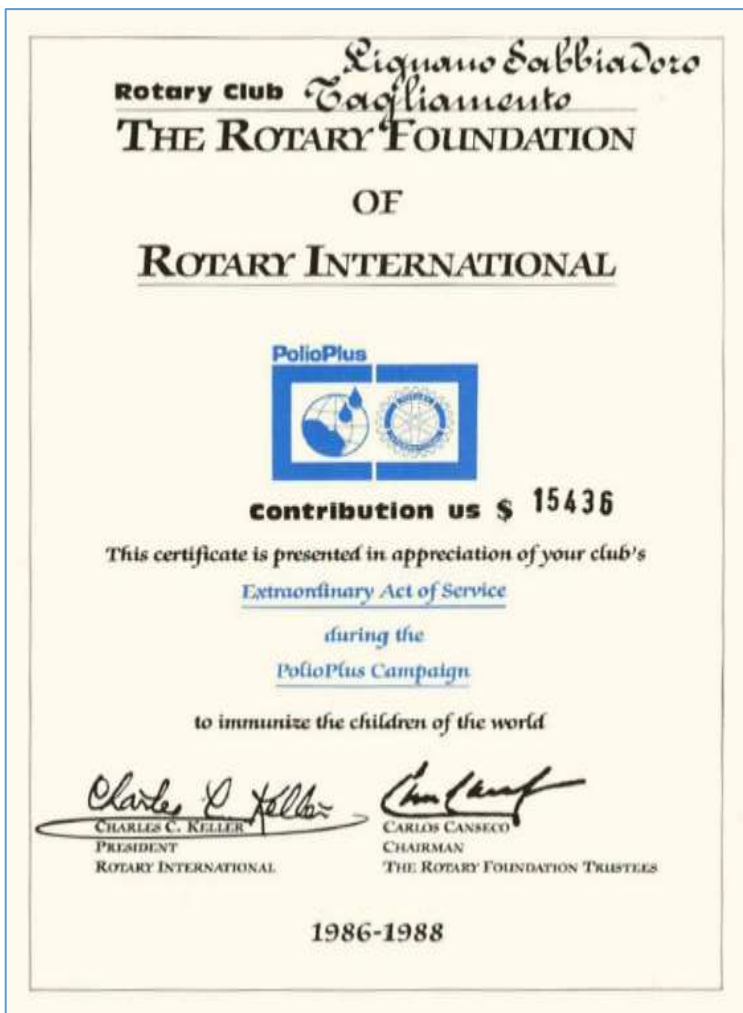 Lignano Sabbiadoro
Rotary Club Tagliamento
THE ROTARY FOUNDATION
OF
ROTARY INTERNATIONAL
PolioPlus
Contribution us $ 15436
This certificate is presented in appreciation of your club's
Extraordinary Act of Service
during the
PolioPlus Campaign
to immunize the children of the world
Charles C. Keller
CHARLES C. KELLER
CARLOS CANSECO
PRESIDENT
CHAIRMAN
ROTARY INTERNATIONAL
THE ROTARY FOUNDATION TRUSTEES
1986-1988